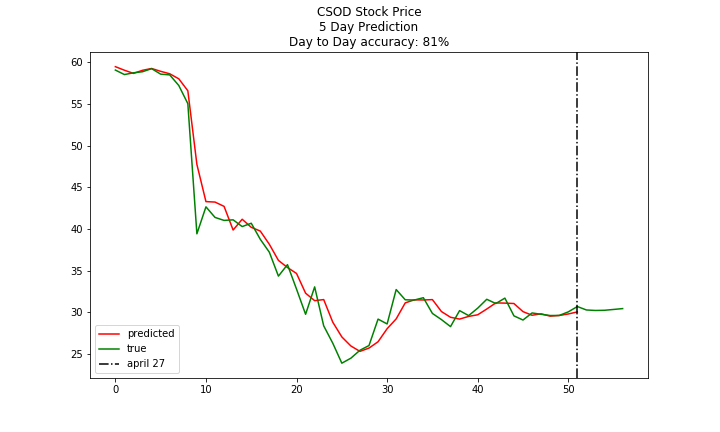 CSOD Stock Price
5 Day Prediction
Day to Day accuracy: 81%
60
55
50
45
40
35
30
25
predicted
true
april 27
0
10
20
30
40
50